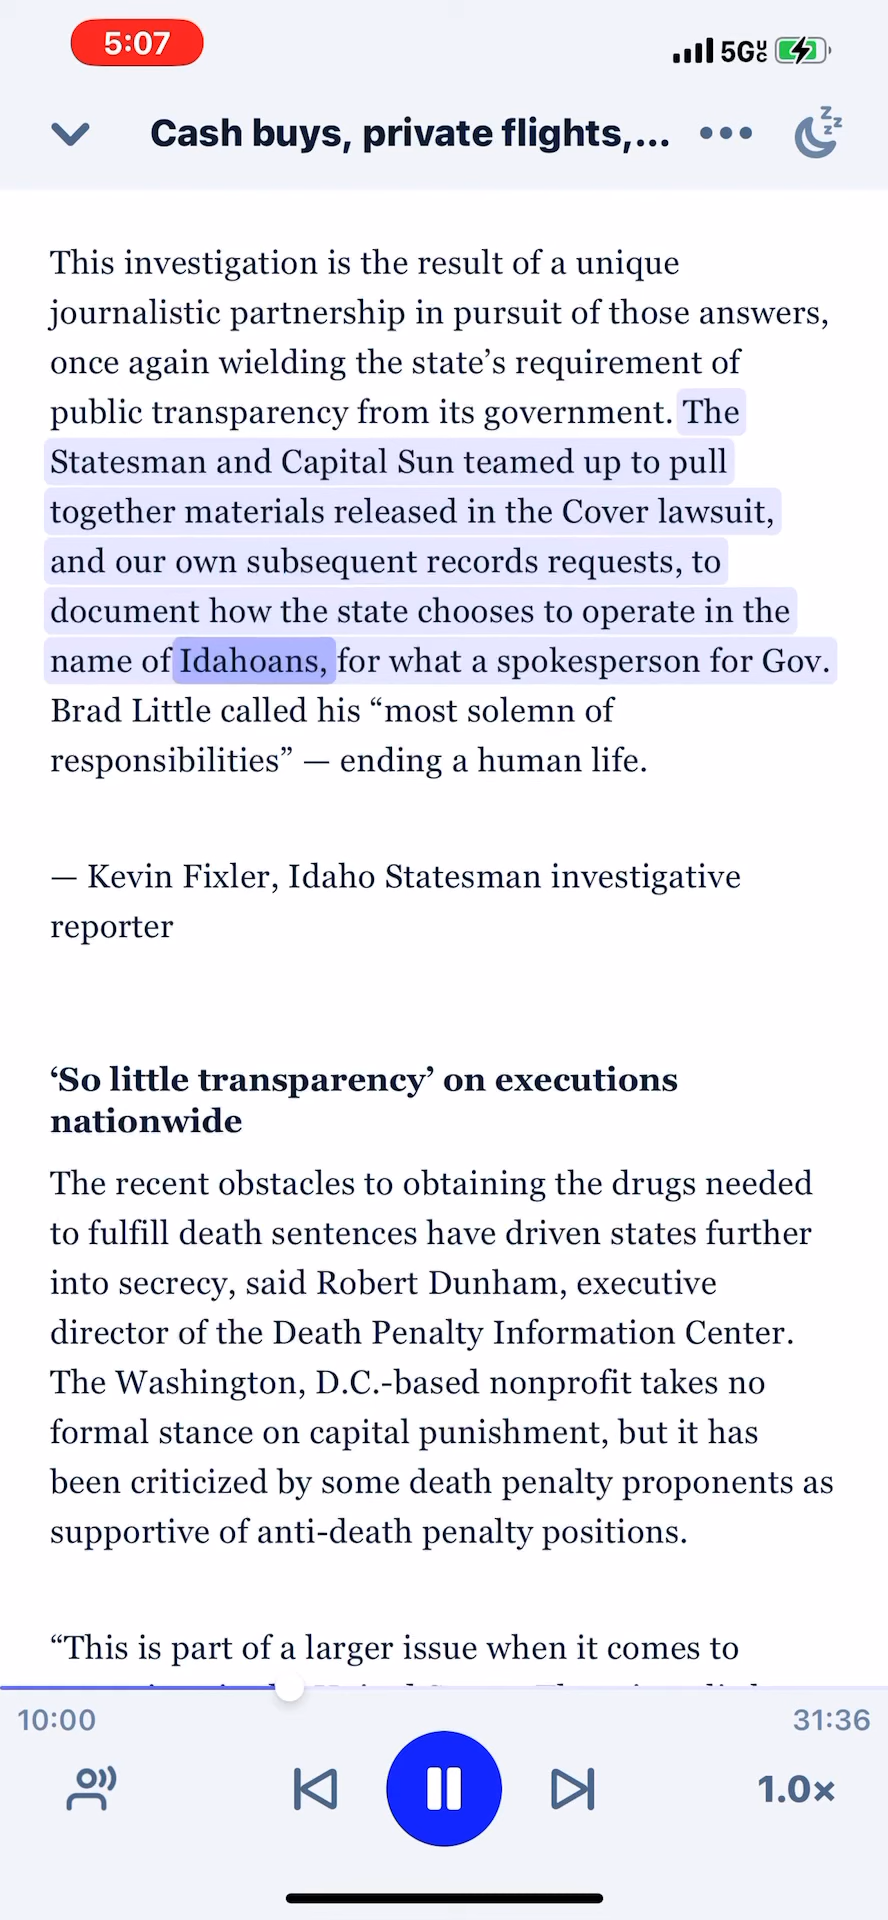 5:07
5G UC
Cash buys, private flights,...
This investigation is the result of a unique
journalistic partnership in pursuit of those answers,
once again wielding the state’s requirement of
public transparency from its government. The
Statesman and Capital Sun teamed up to pull
together materials released in the Cover lawsuit,
and our own subsequent records requests, to
document how the state chooses to operate in the
name of Idahoans, for what a spokesperson for Gov.
Brad Little called his “most solemn of
responsibilities” — ending a human life.
— Kevin Fixler, Idaho Statesman investigative
reporter
‘So little transparency’ on executions
nationwide
The recent obstacles to obtaining the drugs needed
to fulfill death sentences have driven states further
into secrecy, said Robert Dunham, executive
director of the Death Penalty Information Center.
The Washington, D.C.-based nonprofit takes no
formal stance on capital punishment, but it has
been criticized by some death penalty proponents as
supportive of anti-death penalty positions.
“This is part of a larger issue when it comes to
10:00
31:36
1.0×